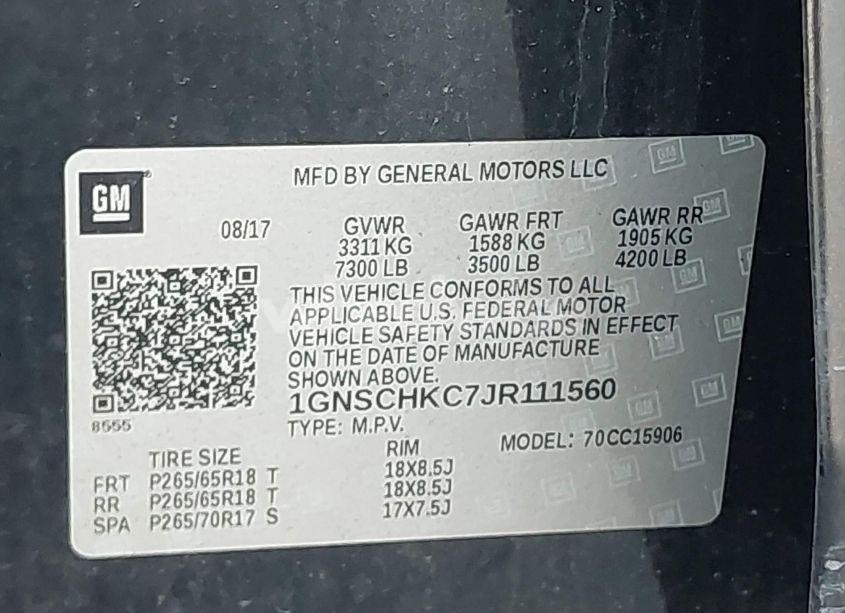 GM
MFD BY GENERAL MOTORS LLC
08/17 GVWR GAWR FRT GAWR RR
3311 KG 1588 KG 1905 KG
7300 LB 3500 LB 4200 LB
THIS VEHICLE CONFORMS TO ALL
APPLICABLE U.S. FEDERAL MOTOR
VEHICLE SAFETY STANDARDS IN EFFECT
ON THE DATE OF MANUFACTURE
SHOWN ABOVE.
1GNSCHKC7JR111560
8555
TYPE: M.P.V. MODEL: 70CC15906
TIRE SIZE RIM
FRT P265/65R18 T 18X8.5J
RR P265/65R18 T 18X8.5J
SPA P265/70R17 S 17X7.5J